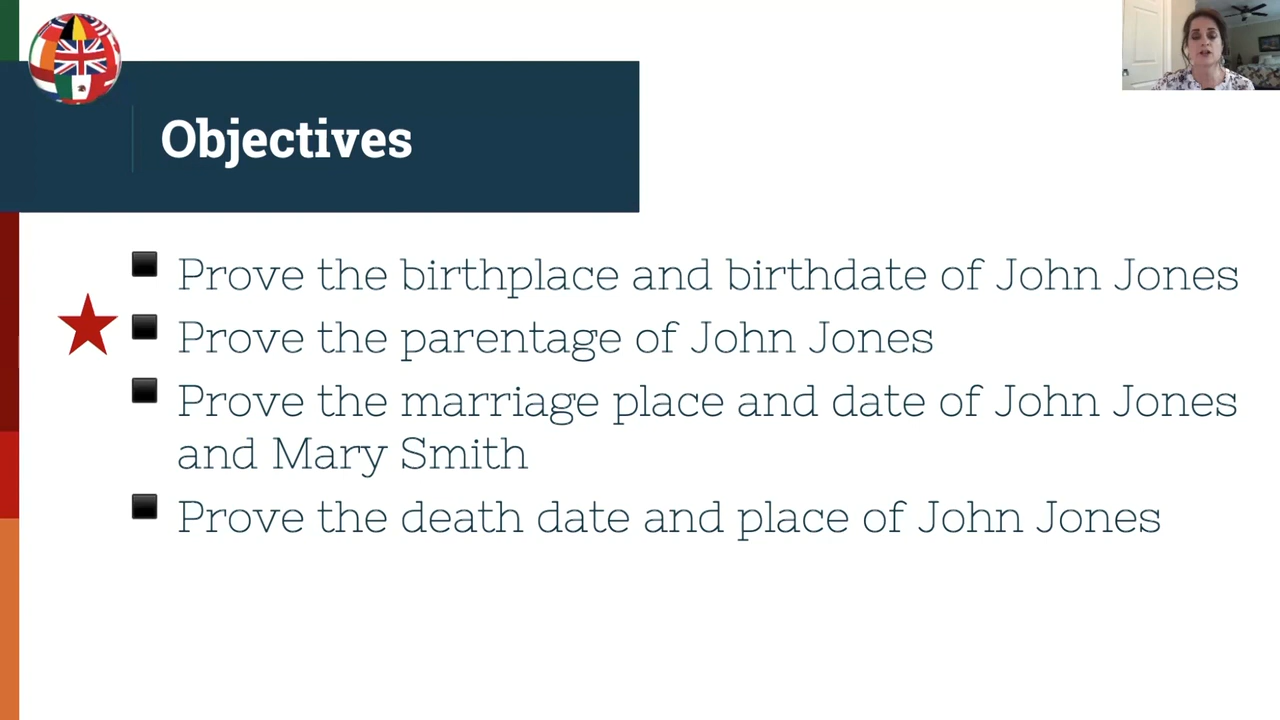 Objectives
Prove the birthplace and birthdate of John Jones
Prove the parentage of John Jones
Prove the marriage place and date of John Jones
and Mary Smith
Prove the death date and place of John Jones